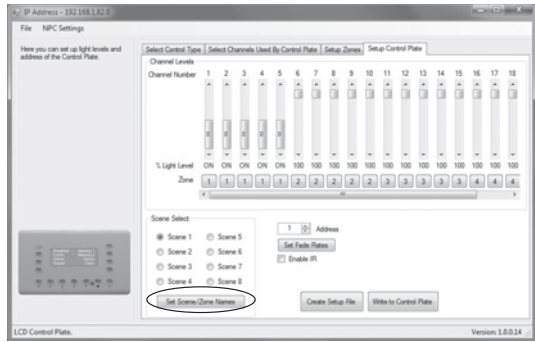 IP Address - 192.168.1.82.0
File NPC Settings
Here you can set up light levels and
address of the Control Plate.
Select Control Type Select Channels Used By Control Plate Setup Zones Setup Control Plate
Channel Levels
Channel Number 1 2 3 4 5 6 7 8 9 10 11 12 13 14 15 16 17 18
% Light Level ON ON ON ON ON 100 100 100 100 100 100 100 100 100 100 100 100 100
Zone 1 1 1 1 1 2 2 2 2 2 3 3 3 3 3 4 4 4
Scene Select
Scene 1 Scene 5
Scene 2 Scene 6
Scene 3 Scene 7
Scene 4 Scene 8
Set Scene/Zone Names
1 Address
Set Fade Rates
Enable IR
Create Setup File Write to Control Plate
LCD Control Plate. Version: 1.0.0.14